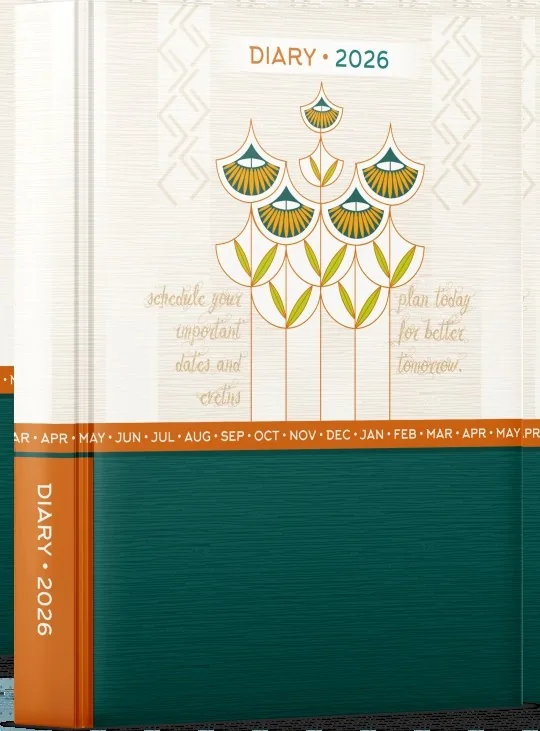 DIARY • 2026
schedule your
important
dates and
plan today
for better
tomorrow.
AR • APR • MAY • JUN • JUL • AUG • SEP • OCT • NOV • DEC • JAN • FEB • MAR • APR • MAY
DIARY • 2026